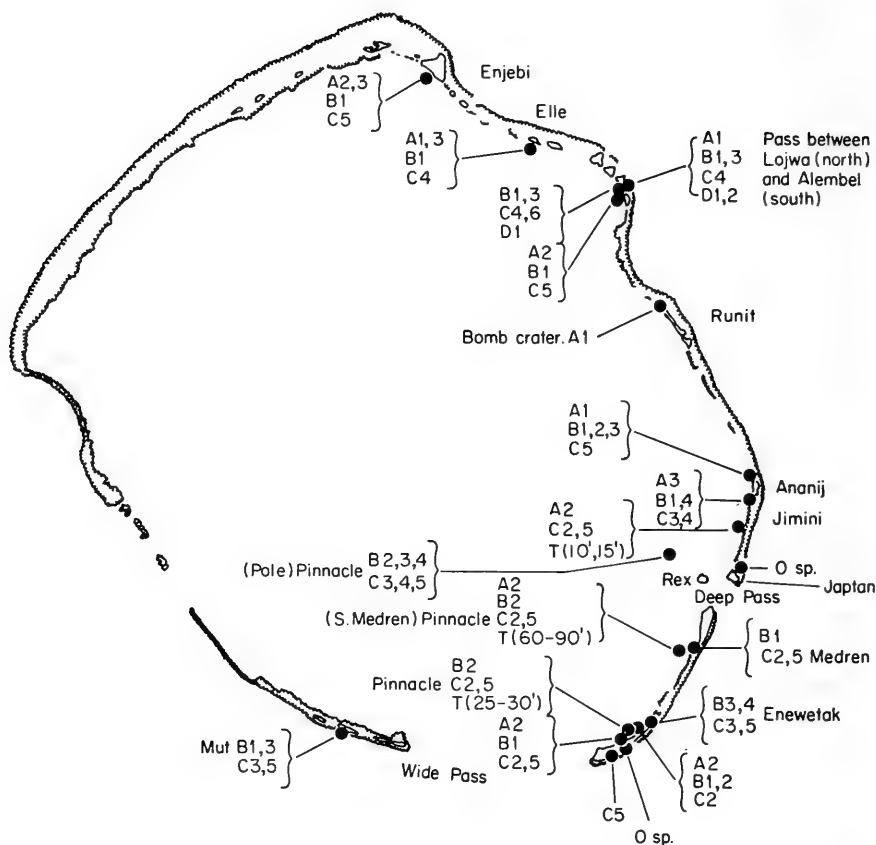 Enjebi
A2,3
B1
C5
Elle
A1,3
B1
C4
A1
B1,3
C4
D1,2
Pass between
Lojwa (north)
and Alembel
(south)
B1,3
C4,6
D1
A2
B1
C5
Runit
Bomb crater. A1
A1
B1,2,3
C5
Ananij
A3
B1,4
C3,4
Jimini
A2
C2,5
T(10',15')
(Pole) Pinnacle
B2,3,4
C3,4,5
O sp.
Japtan
Rex
Deep Pass
(S. Medren) Pinnacle
A2
B2
C2,5
T(60-90')
B1
C2,5 Medren
Pinnacle
B2
C2,5
T(25-30')
B3,4
C3,5
Enewetak
A2
B1
C2,5
Mut B1,3
C3,5
Wide Pass
A2
B1,2
C2
C5
O sp.